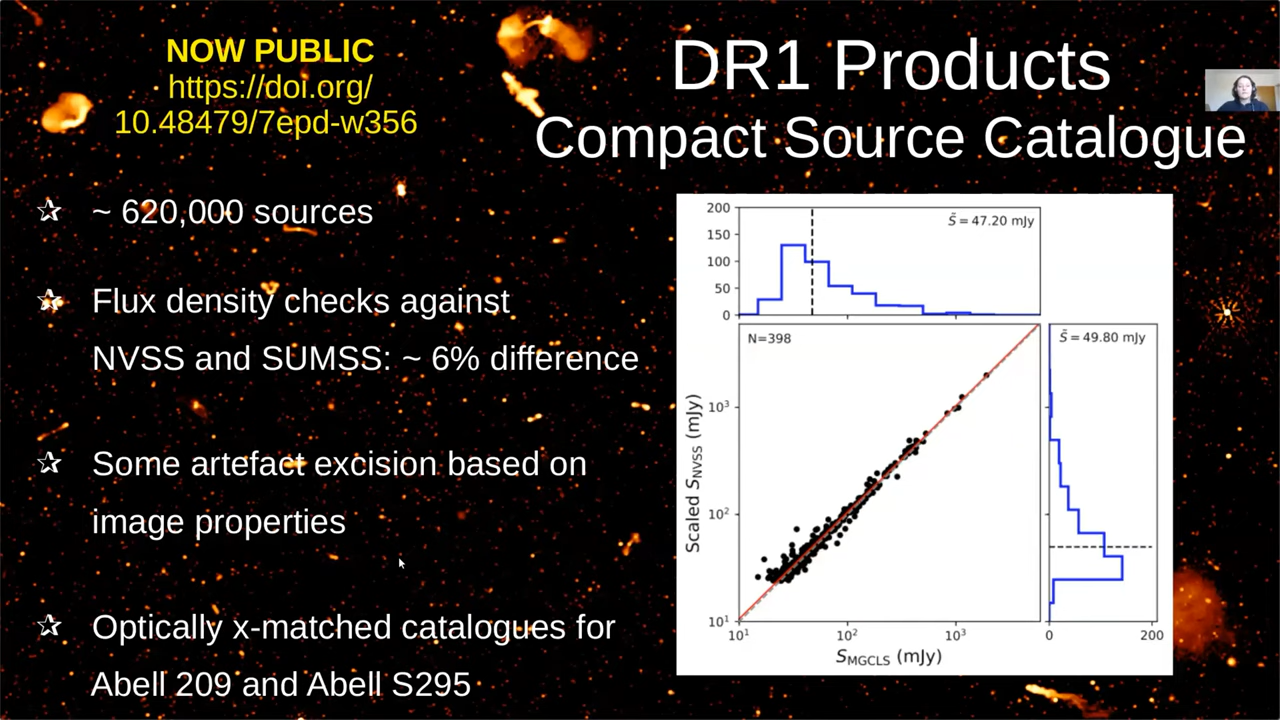 NOW PUBLIC
https://doi.org/
10.48479/7epd-w356
DR1 Products
Compact Source Catalogue
☆ ~ 620,000 sources
☆ Flux density checks against
NVSS and SUMSS: ~ 6% difference
☆ Some artefact excision based on
image properties
☆ Optically x-matched catalogues for
Abell 209 and Abell S295
200
150
100
50
0
S̄ = 47.20 mJy
N=398
S̄ = 49.80 mJy
Scaled S_NVSS (mJy)
10³
10²
10¹
10¹ 10² 10³
S_MGCLS (mJy)
0 200